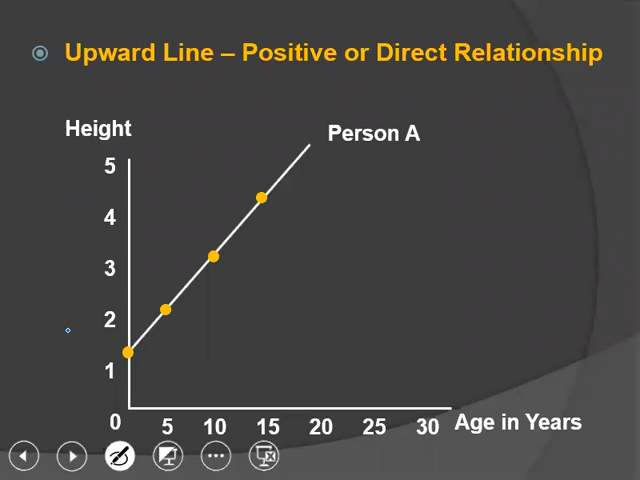 Upward Line – Positive or Direct Relationship
Height
Person A
5
4
3
2
1
0
5 10 15 20 25 30
Age in Years